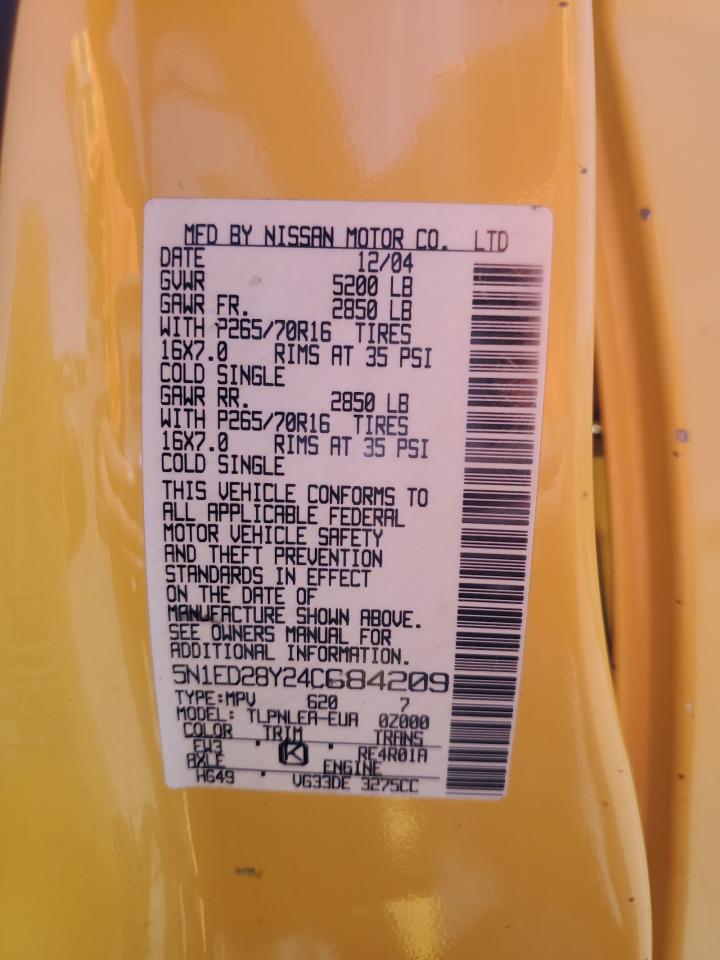 MFD BY NISSAN MOTOR CO. LTD
DATE 12/04
GVWR 5200 LB
GAWR FR. 2850 LB
WITH P265/70R16 TIRES
16X7.0 RIMS AT 35 PSI
COLD SINGLE
GAWR RR. 2850 LB
WITH P265/70R16 TIRES
16X7.0 RIMS AT 35 PSI
COLD SINGLE
THIS VEHICLE CONFORMS TO
ALL APPLICABLE FEDERAL
MOTOR VEHICLE SAFETY
AND THEFT PREVENTION
STANDARDS IN EFFECT
ON THE DATE OF
MANUFACTURE SHOWN ABOVE.
SEE OWNERS MANUAL FOR
ADDITIONAL INFORMATION.
5N1ED28Y24C684209
TYPE:MPV 620 7
MODEL: TLPNLEA-EUA 0Z000
COLOR TRIM TRANS
EW3 K RE4R01A
AXLE ENGINE
HG49 VG33DE 3275CC